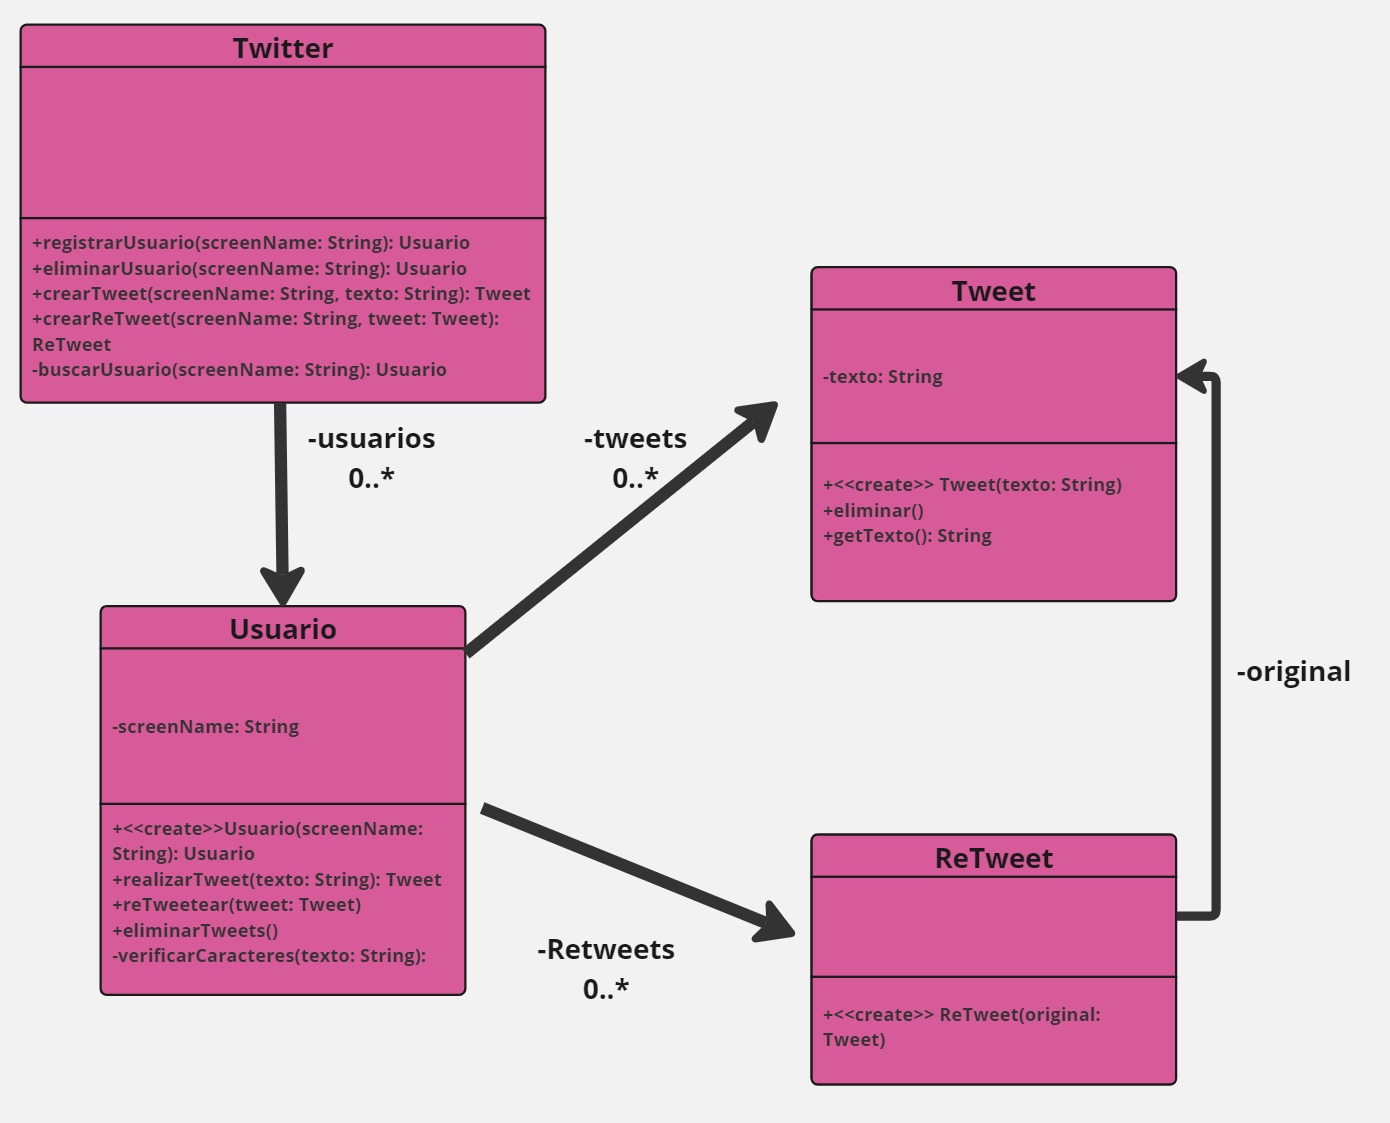 Twitter
+registrarUsuario(screenName: String): Usuario
+eliminarUsuario(screenName: String): Usuario
+crearTweet(screenName: String, texto: String): Tweet
+crearReTweet(screenName: String, tweet: Tweet):
ReTweet
-buscarUsuario(screenName: String): Usuario
-usuarios
0..*
-tweets
0..*
Tweet
-texto: String
+<<create>> Tweet(texto: String)
+eliminar()
+getTexto(): String
Usuario
-screenName: String
+<<create>>Usuario(screenName:
String): Usuario
+realizarTweet(texto: String): Tweet
+reTweetear(tweet: Tweet)
+eliminarTweets()
-verificarCaracteres(texto: String):
-original
-Retweets
0..*
ReTweet
+<<create>> ReTweet(original:
Tweet)